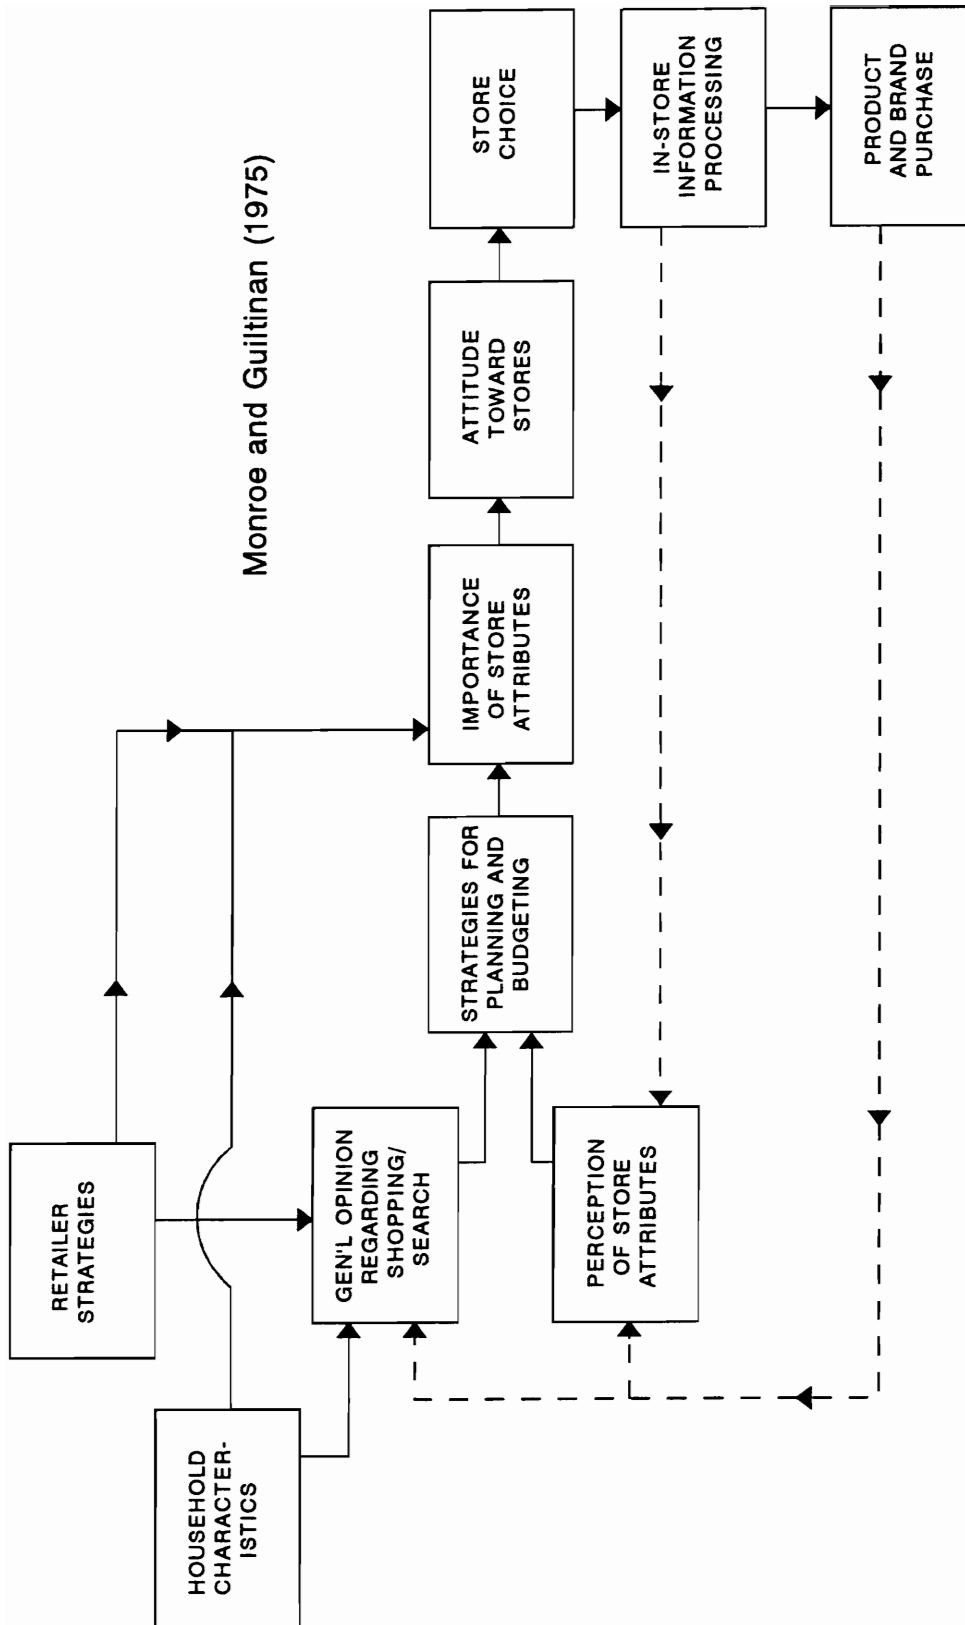 Monroe and Guiltinan (1975)
RETAILER
STRATEGIES
HOUSEHOLD
CHARACTER-
ISTICS
GEN'L OPINION
REGARDING
SHOPPING/
SEARCH
PERCEPTION
OF STORE
ATTRIBUTES
STRATEGIES FOR
PLANNING AND
BUDGETING
IMPORTANCE
OF STORE
ATTRIBUTES
ATTITUDE
TOWARD
STORES
STORE
CHOICE
IN-STORE
INFORMATION
PROCESSING
PRODUCT
AND BRAND
PURCHASE